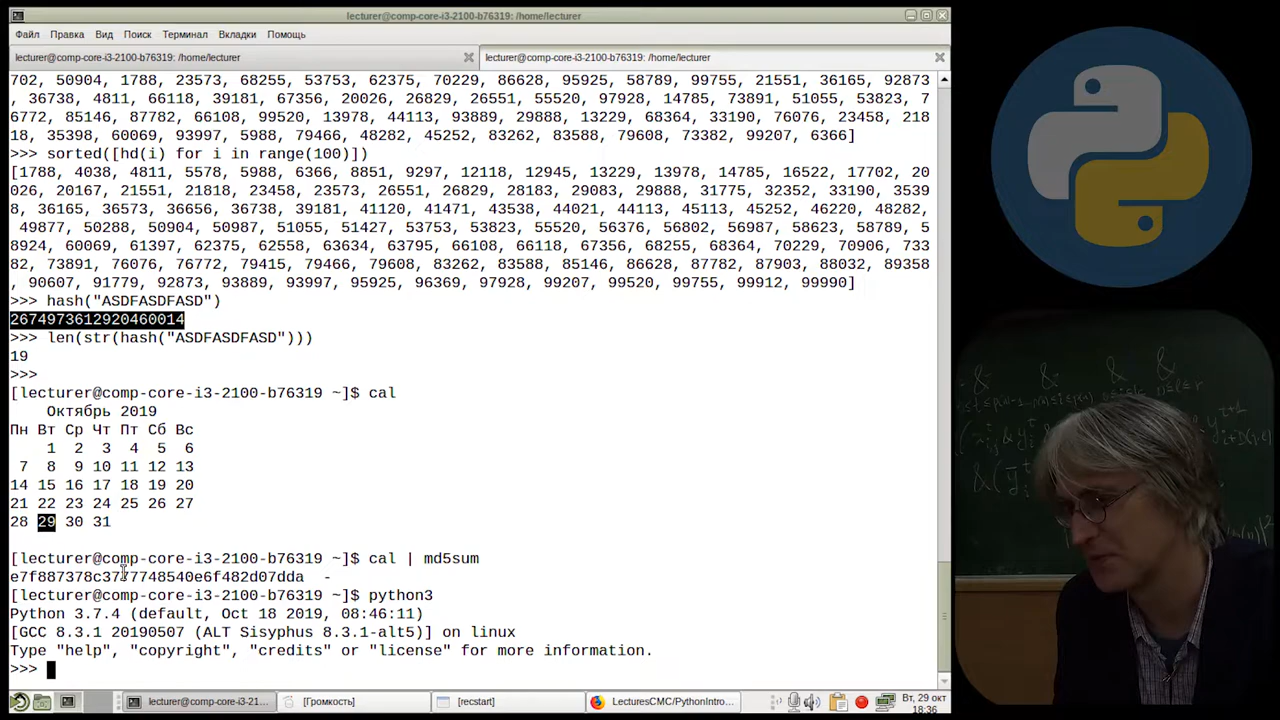 lecturer@comp-core-i3-2100-b76319: /home/lecturer
Файл Правка Вид Поиск Терминал Вкладки Помощь
lecturer@comp-core-i3-2100-b76319: /home/lecturer lecturer@comp-core-i3-2100-b76319: /home/lecturer
702, 50904, 1788, 23573, 68255, 53753, 62375, 70229, 86628, 95925, 58789, 99755, 21551, 36165, 92873
, 36738, 4811, 66118, 39181, 67356, 20026, 26829, 26551, 55520, 97928, 14785, 73891, 51055, 53823, 7
6772, 85146, 87782, 66108, 99520, 13978, 44113, 93889, 29888, 13229, 68364, 33190, 76076, 23458, 218
18, 35398, 60069, 93997, 5988, 79466, 48282, 45252, 83262, 83588, 79608, 73382, 99207, 6366]
>>> sorted([hd(i) for i in range(100)])
[1788, 4038, 4811, 5578, 5988, 6366, 8851, 9297, 12118, 12945, 13229, 13978, 14785, 16522, 17702, 20
026, 20167, 21551, 21818, 23458, 23573, 26551, 26829, 28183, 29083, 29888, 31775, 32352, 33190, 3539
8, 36165, 36573, 36656, 36738, 39181, 41120, 41471, 43538, 44021, 44113, 45113, 45252, 46220, 48282,
 49877, 50288, 50904, 50987, 51055, 51427, 53753, 53823, 55520, 56376, 56802, 56987, 58623, 58789, 5
8924, 60069, 61397, 62375, 62558, 63634, 63795, 66108, 66118, 67356, 68255, 68364, 70229, 70906, 733
82, 73891, 76076, 76772, 79415, 79466, 79608, 83262, 83588, 85146, 86628, 87782, 87903, 88032, 89358
, 90607, 91779, 92873, 93889, 93997, 95925, 96369, 97928, 99207, 99520, 99755, 99912, 99990]
>>> hash("ASDFASDFASD")
2674973612920460014
>>> len(str(hash("ASDFASDFASD")))
19
>>>
[lecturer@comp-core-i3-2100-b76319 ~]$ cal
Октябрь 2019
Пн Вт Ср Чт Пт Сб Вс
1 2 3 4 5 6
7 8 9 10 11 12 13
14 15 16 17 18 19 20
21 22 23 24 25 26 27
28 29 30 31
[lecturer@comp-core-i3-2100-b76319 ~]$ cal | md5sum
e7f887378c3777748540e6f482d07dda -
[lecturer@comp-core-i3-2100-b76319 ~]$ python3
Python 3.7.4 (default, Oct 18 2019, 08:46:11)
[GCC 8.3.1 20190507 (ALT Sisyphus 8.3.1-alt5)] on linux
Type "help", "copyright", "credits" or "license" for more information.
>>>
lecturer@comp-core-i3-21... [Громкость] [recstart] LecturesCMC/PythonIntro... Вт, 29 окт
18:36